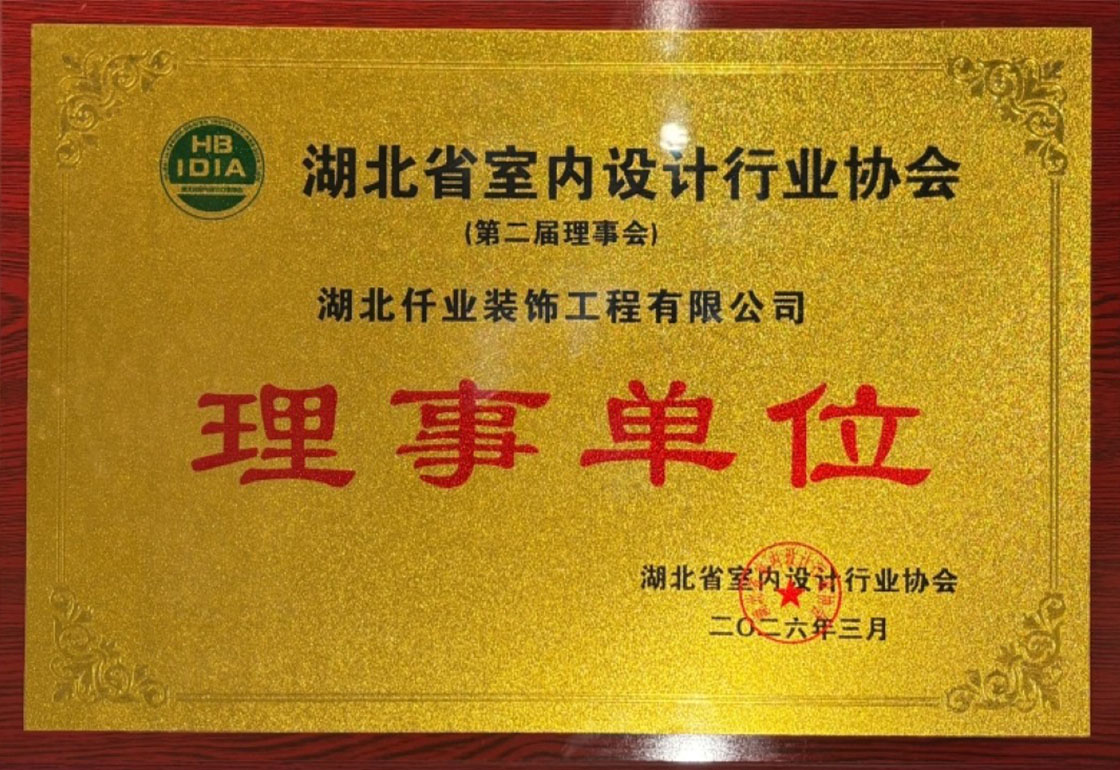 HB
IDIA
湖北省室内设计行业协会
(第二届理事会)
湖北仟业装饰工程有限公司
理事单位
湖北省室内设计行业协会
二〇二六年三月